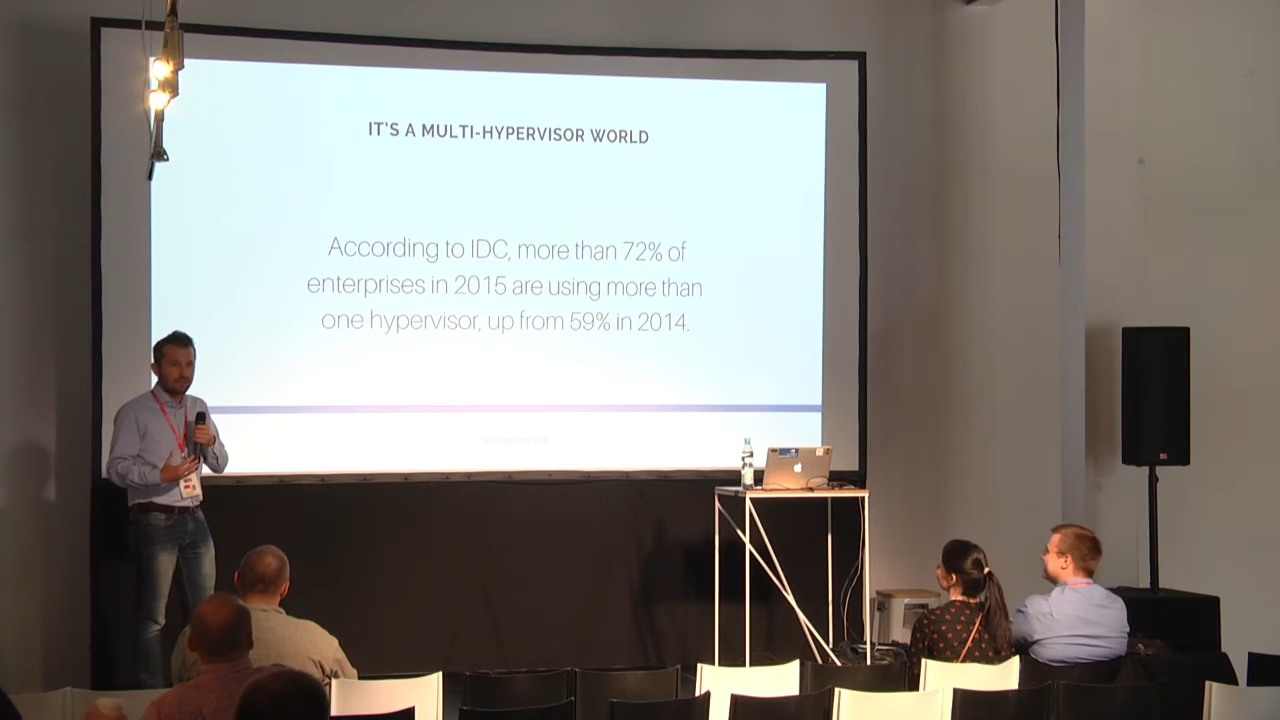 IT'S A MULTI-HYPERVISOR WORLD
According to IDC, more than 72% of
enterprises in 2015 are using more than
one hypervisor, up from 59% in 2014.